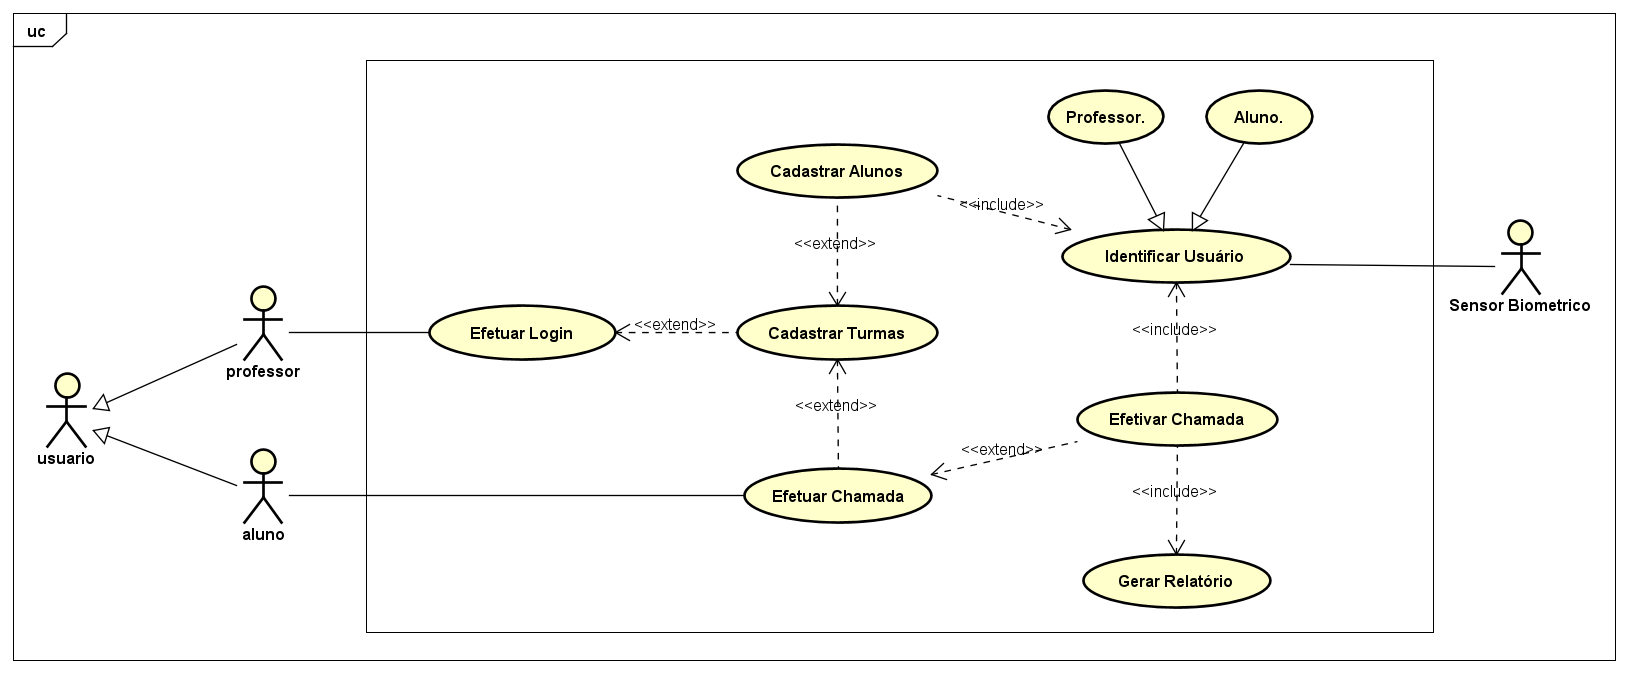 uc
Professor.
Aluno.
Cadastrar Alunos
<<include>>
<<extend>>
Identificar Usuário
Sensor Biometrico
Efetuar Login
<<extend>>
Cadastrar Turmas
<<include>>
professor
<<extend>>
Efetivar Chamada
usuario
<<extend>>
<<include>>
Efetuar Chamada
aluno
Gerar Relatório